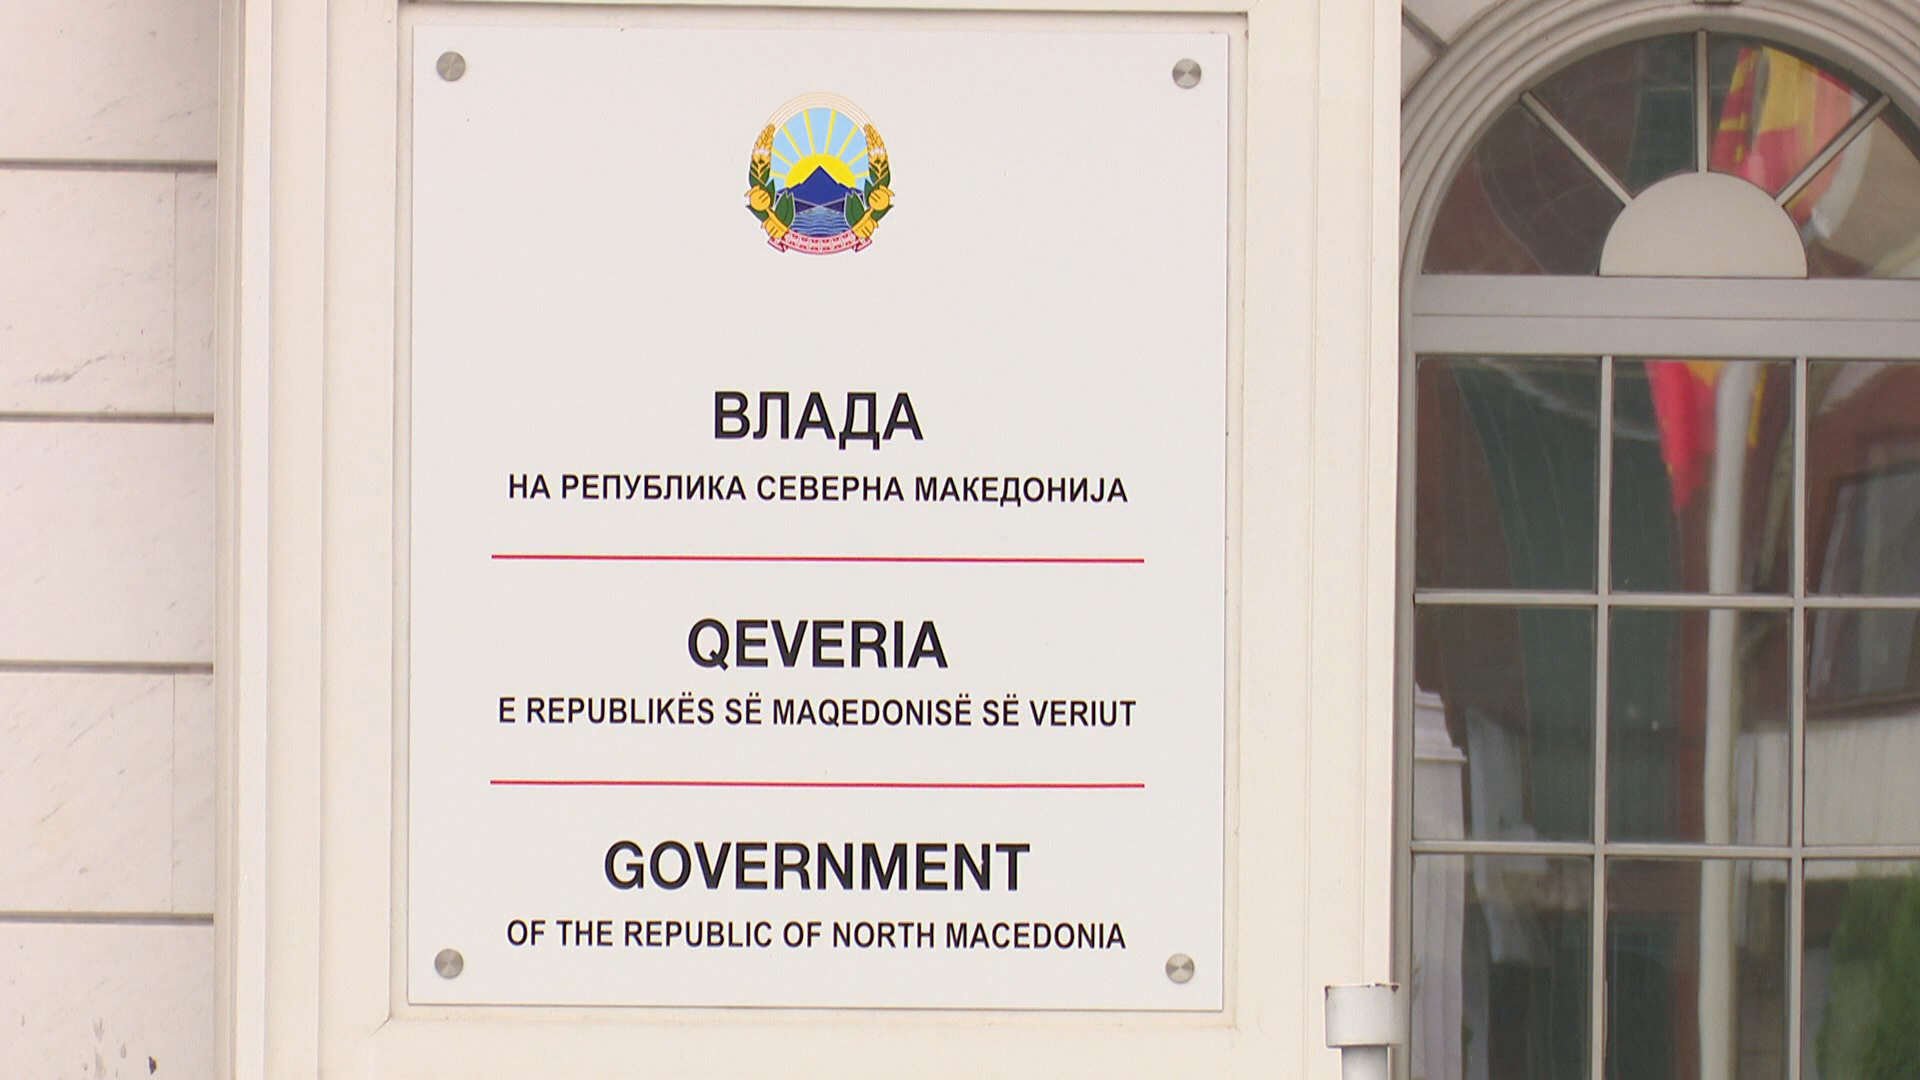 ВЛАДА
НА РЕПУБЛИКА СЕВЕРНА МАКЕДОНИЈА
QEVERIA
E REPUBLIKËS SË MAQEDONISË SË VERIUT
GOVERNMENT
OF THE REPUBLIC OF NORTH MACEDONIA